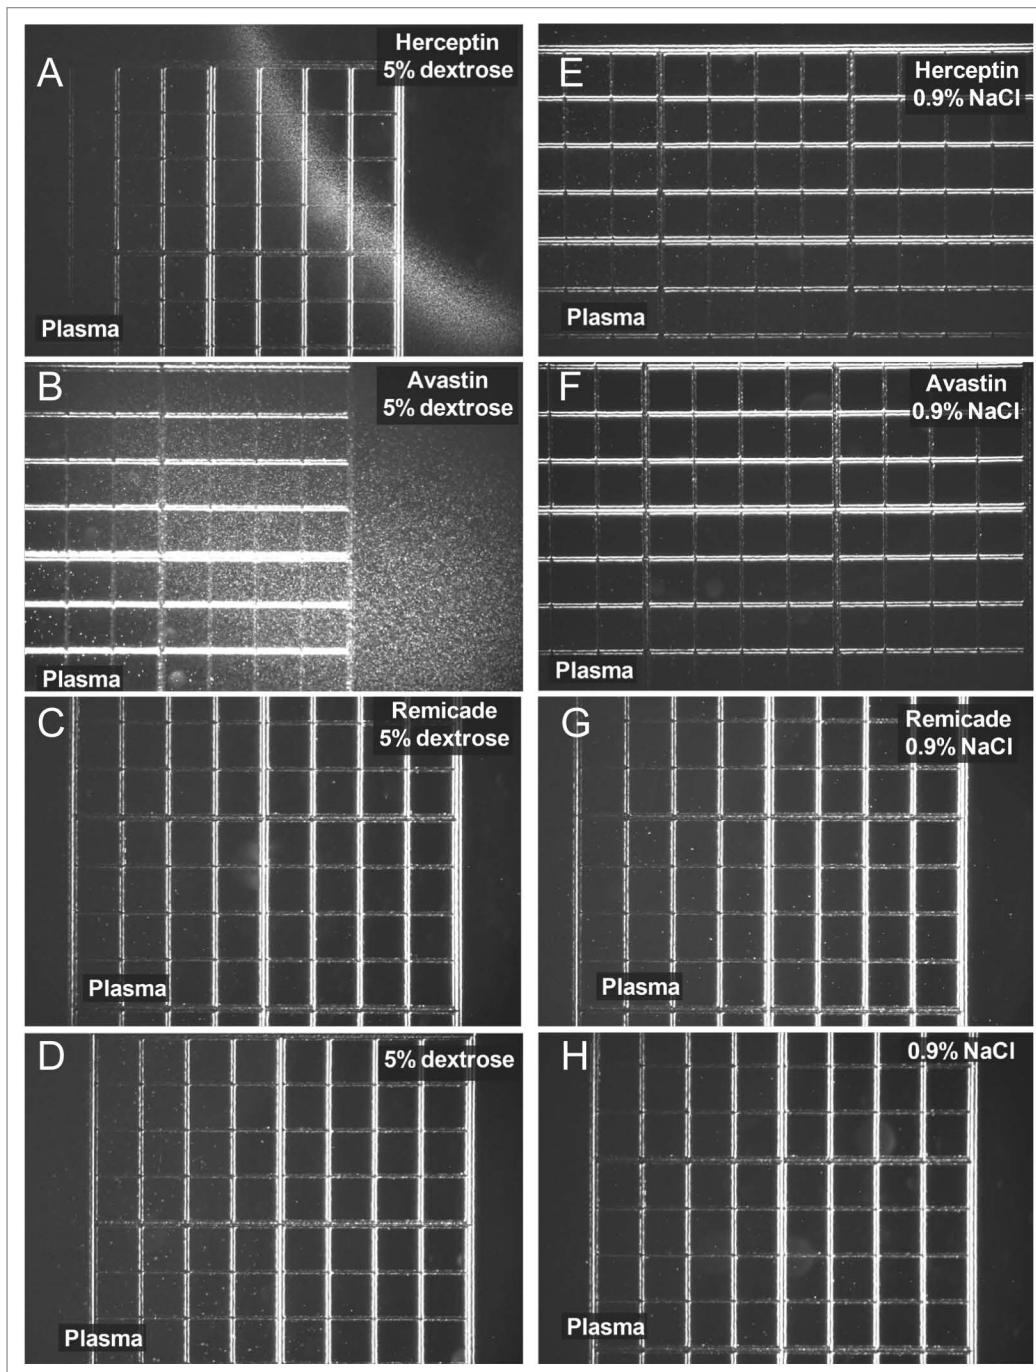 A
Herceptin
5% dextrose
Plasma
E
Herceptin
0.9% NaCl
Plasma
B
Avastin
5% dextrose
Plasma
F
Avastin
0.9% NaCl
Plasma
C
Remicade
5% dextrose
Plasma
G
Remicade
0.9% NaCl
Plasma
D
5% dextrose
Plasma
H
0.9% NaCl
Plasma